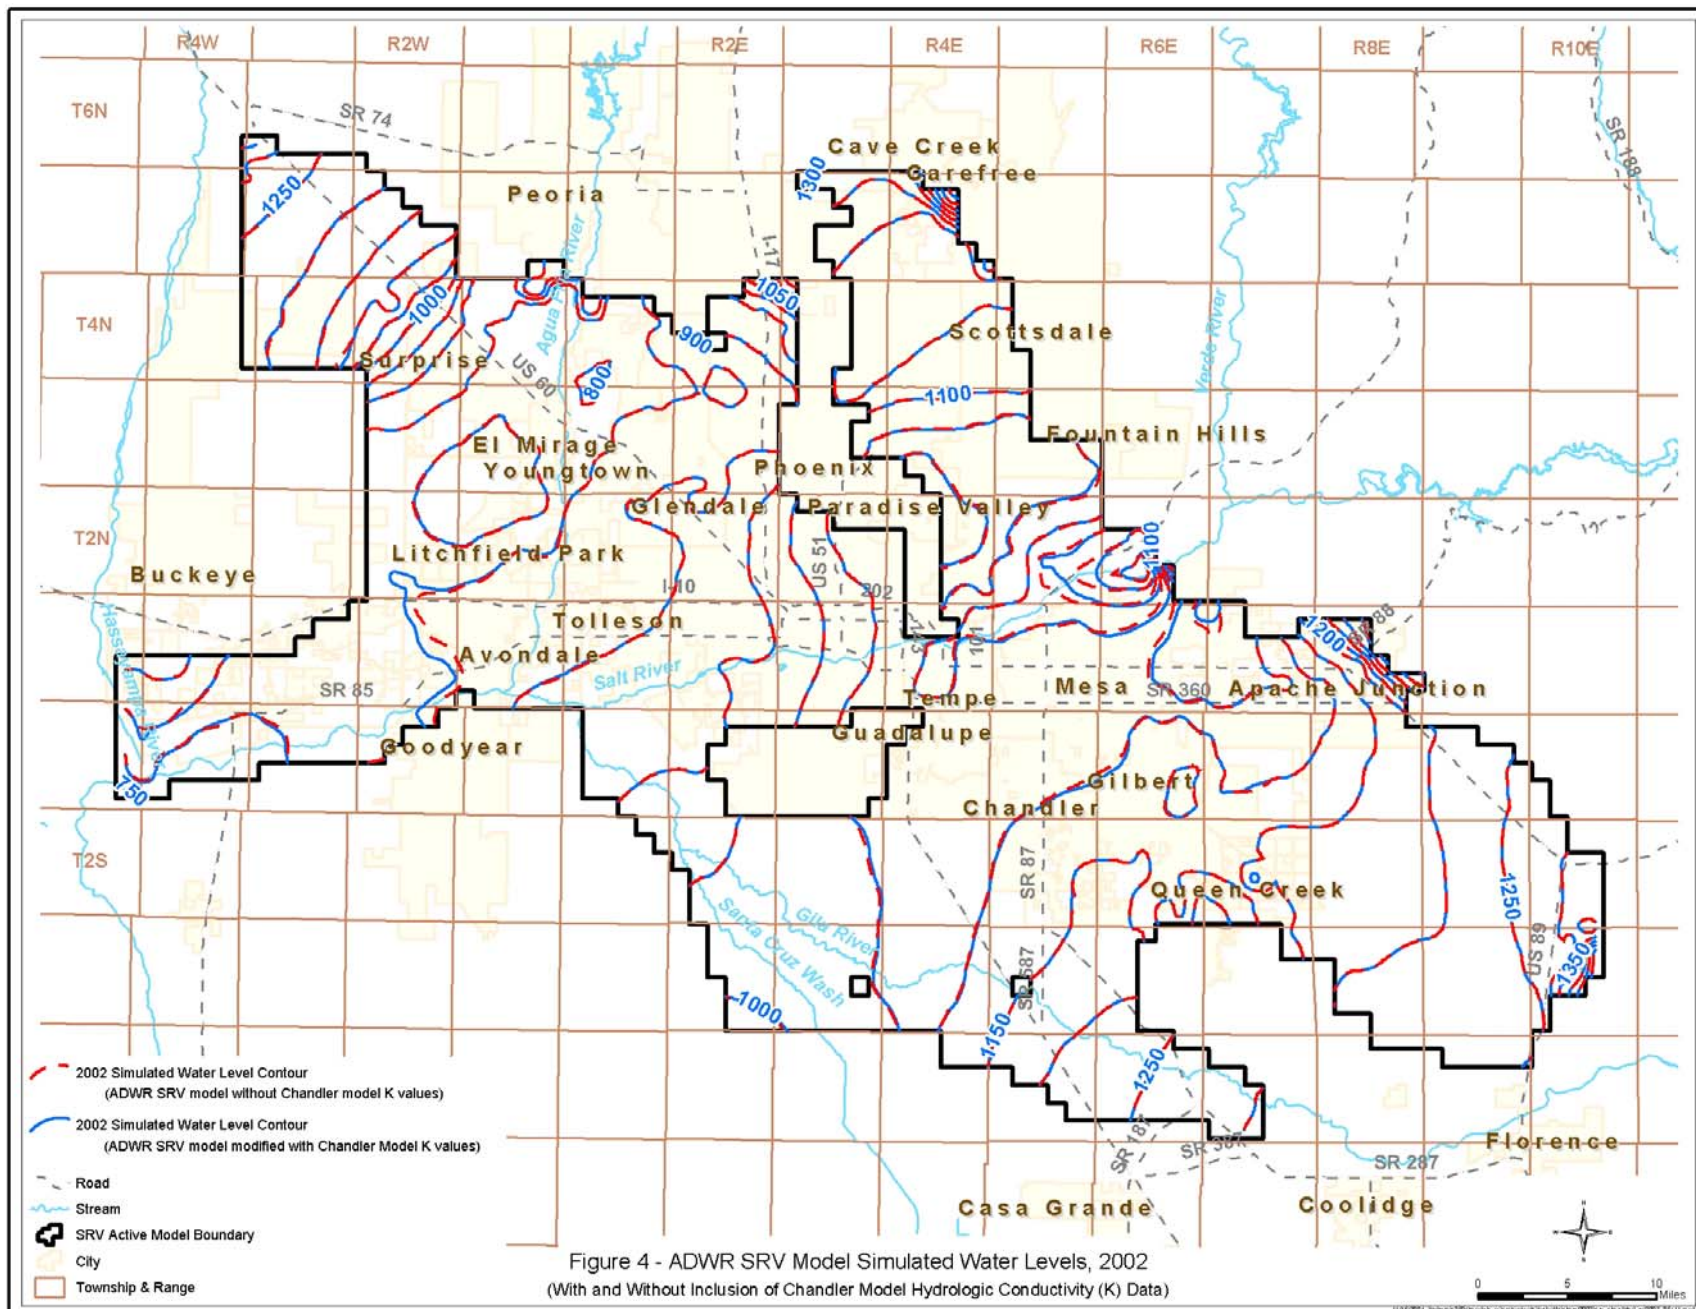 R4W
R2W
R2E
R4E
R6E
R8E
R10E
T6N
SR 74
SR 188
Cave Creek
Carefree
1300
1250
Peoria
I-17
Agua Fria River
1050
T4N
1000
900
Scottsdale
Verde River
Surprise
US 60
800
1100
El Mirage
Youngtown
Phoenix
Fountain Hills
Glendale
Paradise Valley
T2N
Litchfield Park
US 51
1100
Buckeye
I-10
202
Hassayampa River
Tolleson
143
101
1200
SR 88
Avondale
Salt River
SR 85
Tempe
Mesa
SR 360
Apache Junction
Goodyear
Guadalupe
750
Gilbert
Chandler
T2S
SR 87
Queen Creek
1250
Santa Cruz Wash
Gila River
US 89
1350
SR 587
1000
1150
1250
SR 187
SR 387
SR 287
Florence
Casa Grande
Coolidge
2002 Simulated Water Level Contour
(ADWR SRV model without Chandler model K values)
2002 Simulated Water Level Contour
(ADWR SRV model modified with Chandler Model K values)
Road
Stream
SRV Active Model Boundary
City
Township & Range
Figure 4 - ADWR SRV Model Simulated Water Levels, 2002
(With and Without Inclusion of Chandler Model Hydrologic Conductivity (K) Data)
N
W
E
S
0 5 10
Miles